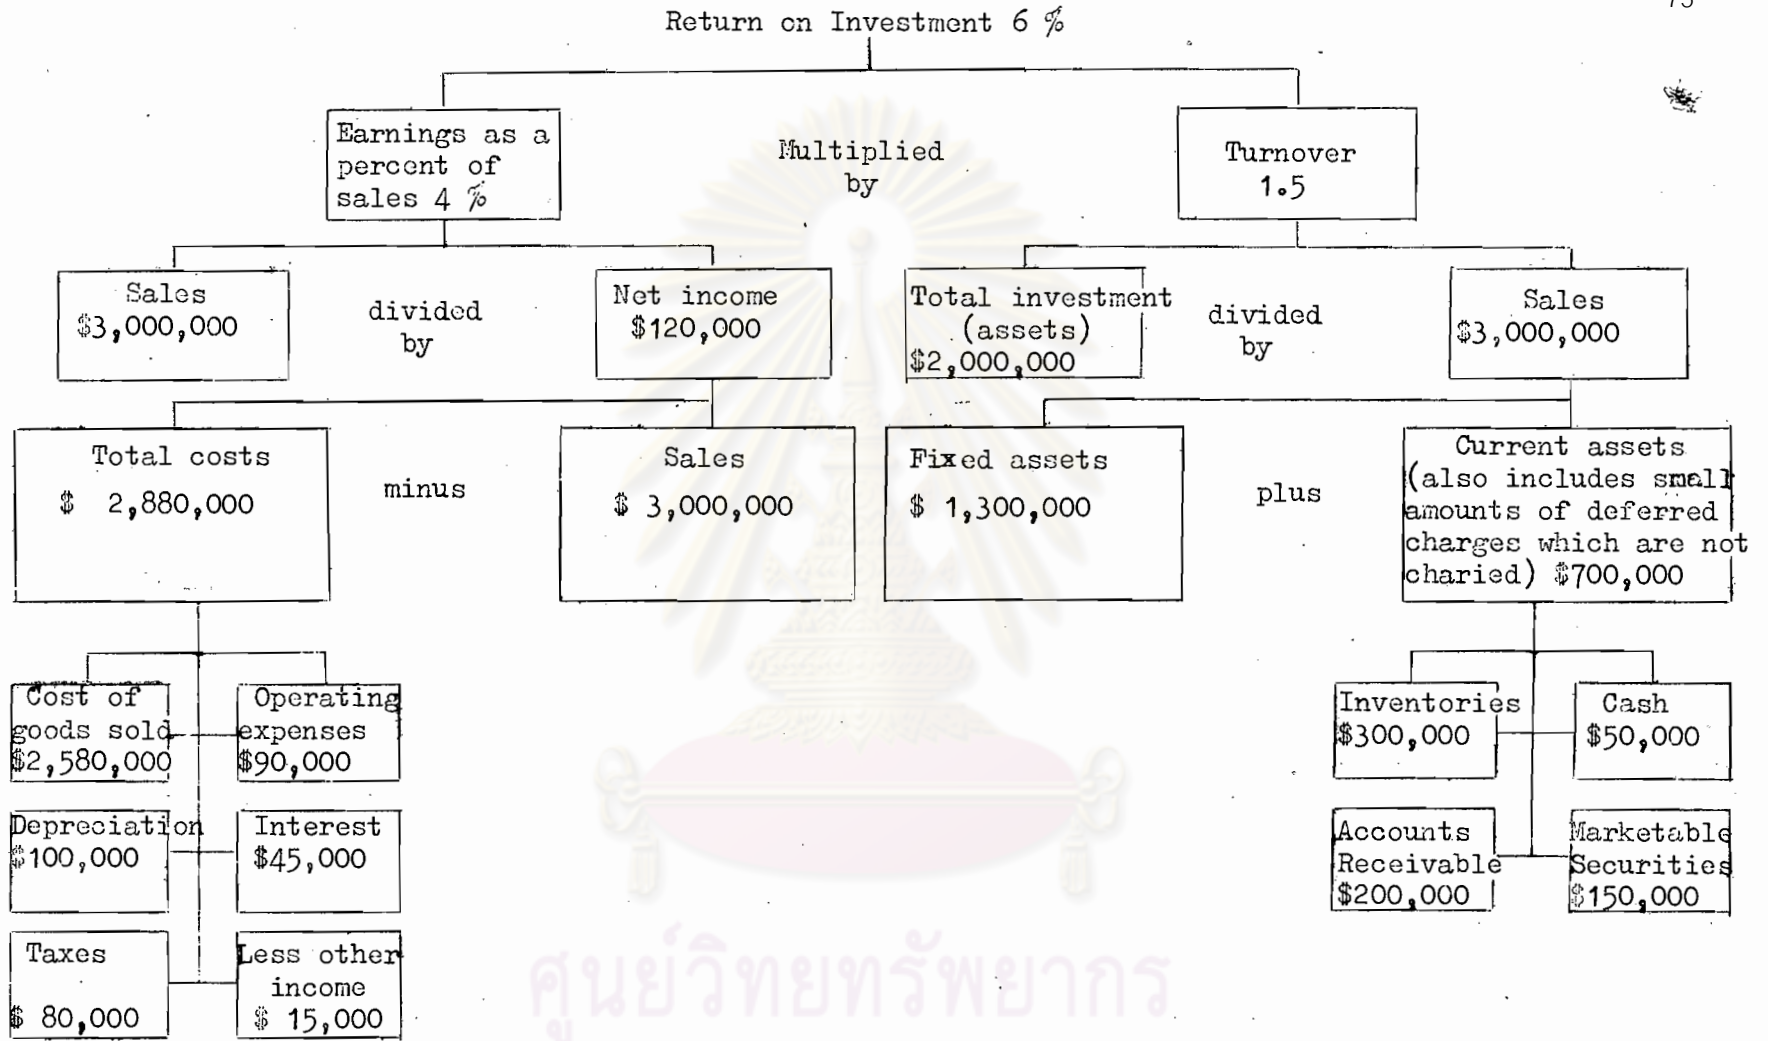 Return on Investment 6 %
Earnings as a
percent of
sales 4 %
Multiplied
by
Turnover
1.5
Sales
$3,000,000
divided
by
Net income
$120,000
Total investment
(assets)
$2,000,000
divided
by
Sales
$3,000,000
Total costs
$ 2,880,000
minus
Sales
$ 3,000,000
Fixed assets
$ 1,300,000
plus
Current assets
(also includes small
amounts of deferred
charges which are not
charied) $700,000
Cost of
goods sold
$2,580,000
Operating
expenses
$90,000
Depreciation
$100,000
Interest
$45,000
Taxes
$ 80,000
Less other
income
$ 15,000
Inventories
$300,000
Cash
$50,000
Accounts
Receivable
$200,000
Marketable
Securities
$150,000
ศูนย์วิทยทรัพยากร